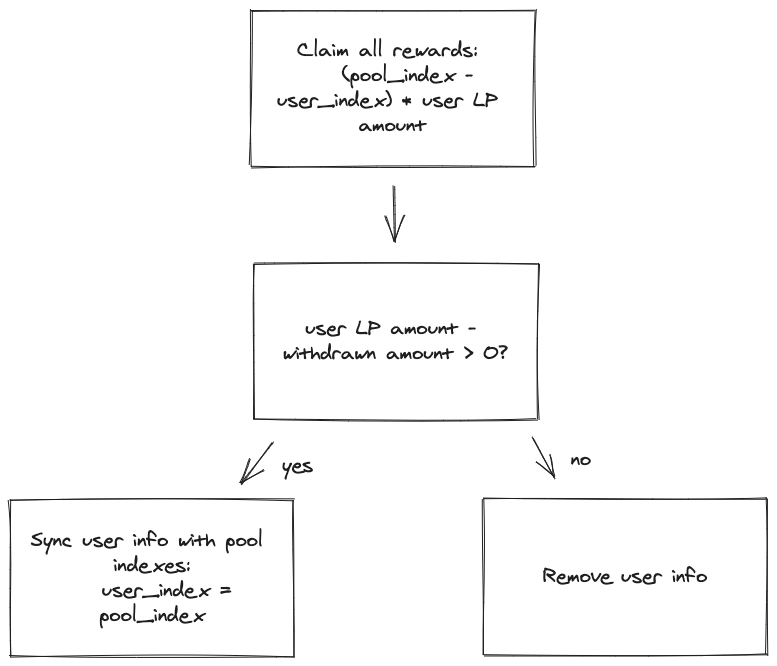 Claim all rewards:
(pool_index -
user_index) * user LP
amount
user LP amount -
withdrawn amount > 0?
yes
no
Sync user info with pool
indexes:
user_index =
pool_index
Remove user info